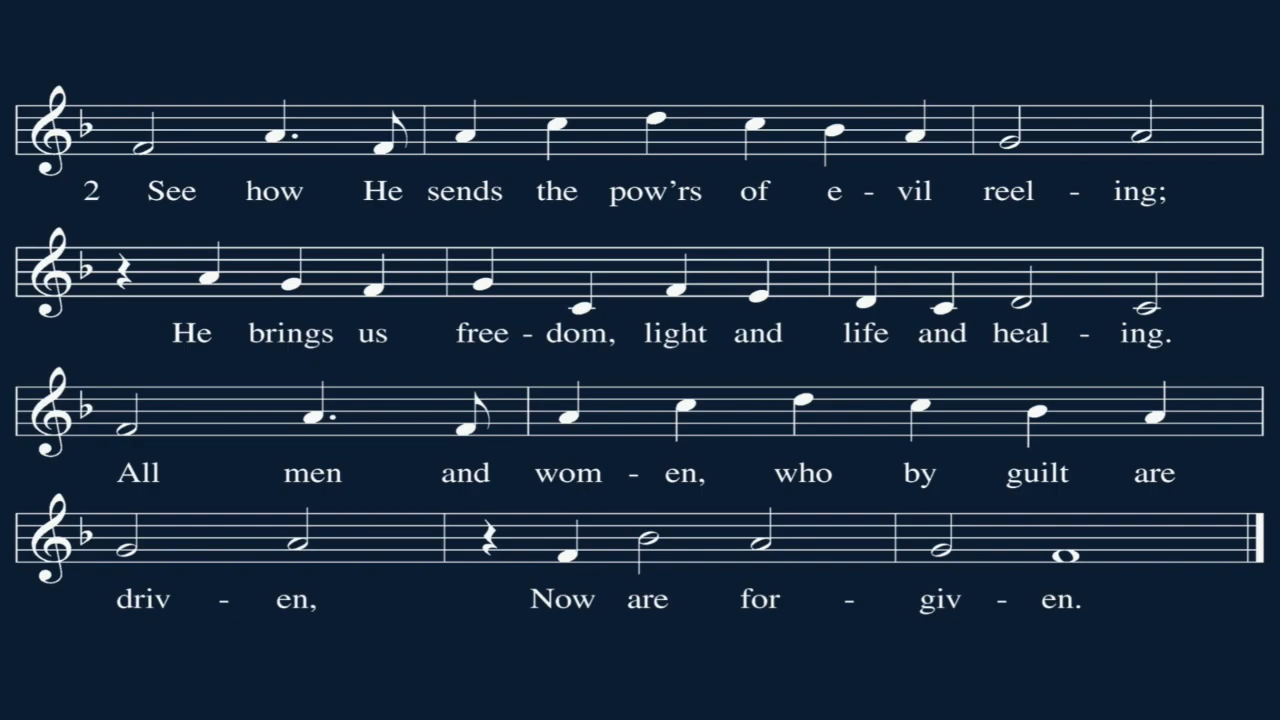 2 See how He sends the pow’rs of e - vil reel - ing;
He brings us free - dom, light and life and heal - ing.
All men and wom - en, who by guilt are
driv - en, Now are for - giv - en.